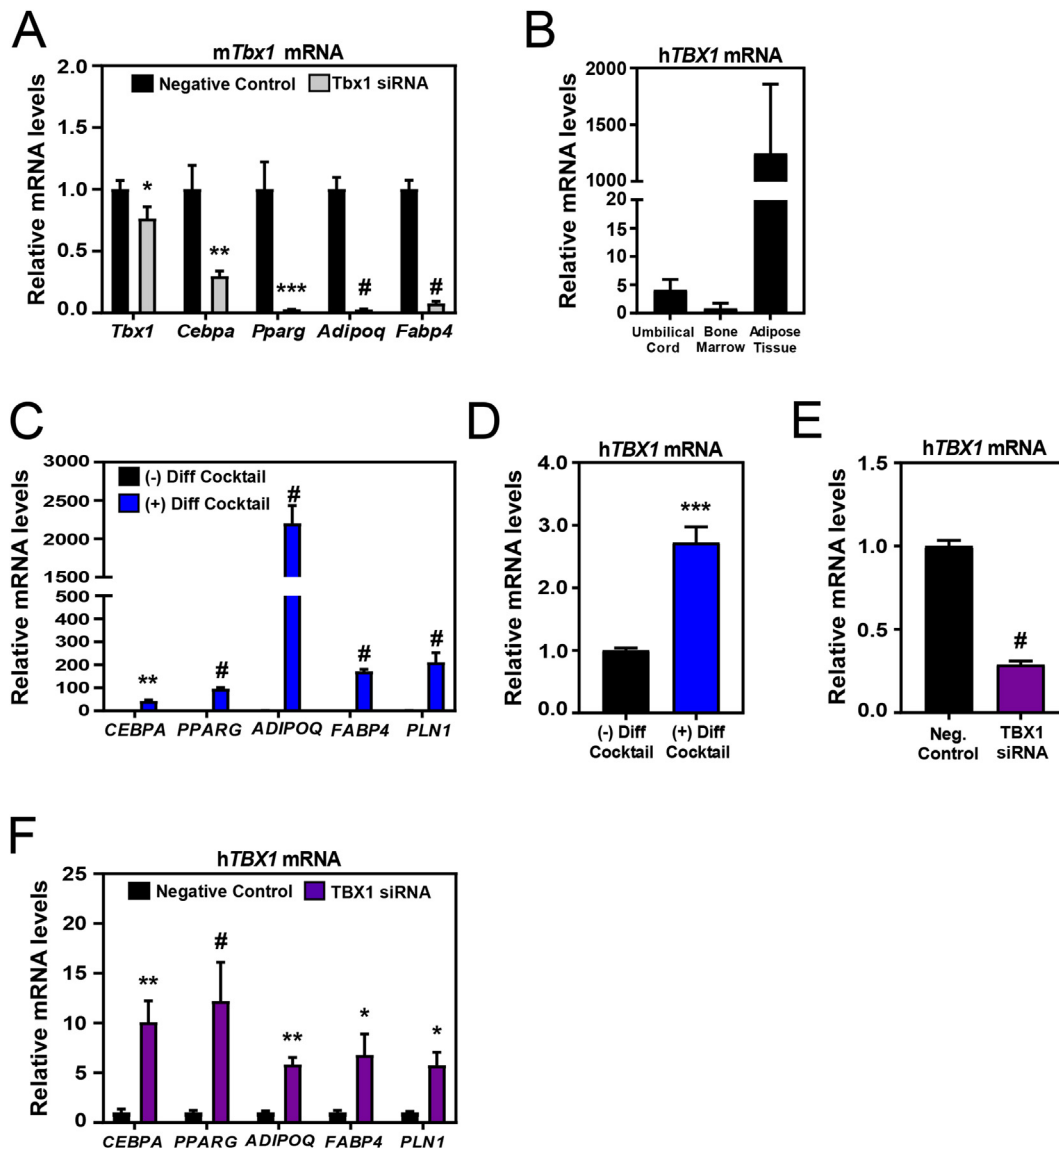 A
mTbx1 mRNA
Relative mRNA levels
2.0
1.5
1.0
0.5
0.0
Negative Control Tbx1 siRNA
* ** *** # #
Tbx1 Cebpa Pparg Adipoq Fabp4
B
hTBX1 mRNA
Relative mRNA levels
2000
1500
1000
20
15
10
5
0
Umbilical Cord
Bone Marrow
Adipose Tissue
C
Relative mRNA levels
3000
2500
2000
1500
500
400
300
200
100
0
(-) Diff Cocktail
(+) Diff Cocktail
** # # # #
CEBPA PPARG ADIPOQ FABP4 PLN1
D
hTBX1 mRNA
Relative mRNA levels
4.0
3.0
2.0
1.0
0.0
***
(-) Diff Cocktail
(+) Diff Cocktail
E
hTBX1 mRNA
Relative mRNA levels
1.5
1.0
0.5
0.0
#
Neg. Control
TBX1 siRNA
F
hTBX1 mRNA
Relative mRNA levels
25
20
15
10
5
0
Negative Control TBX1 siRNA
** # ** * *
CEBPA PPARG ADIPOQ FABP4 PLN1